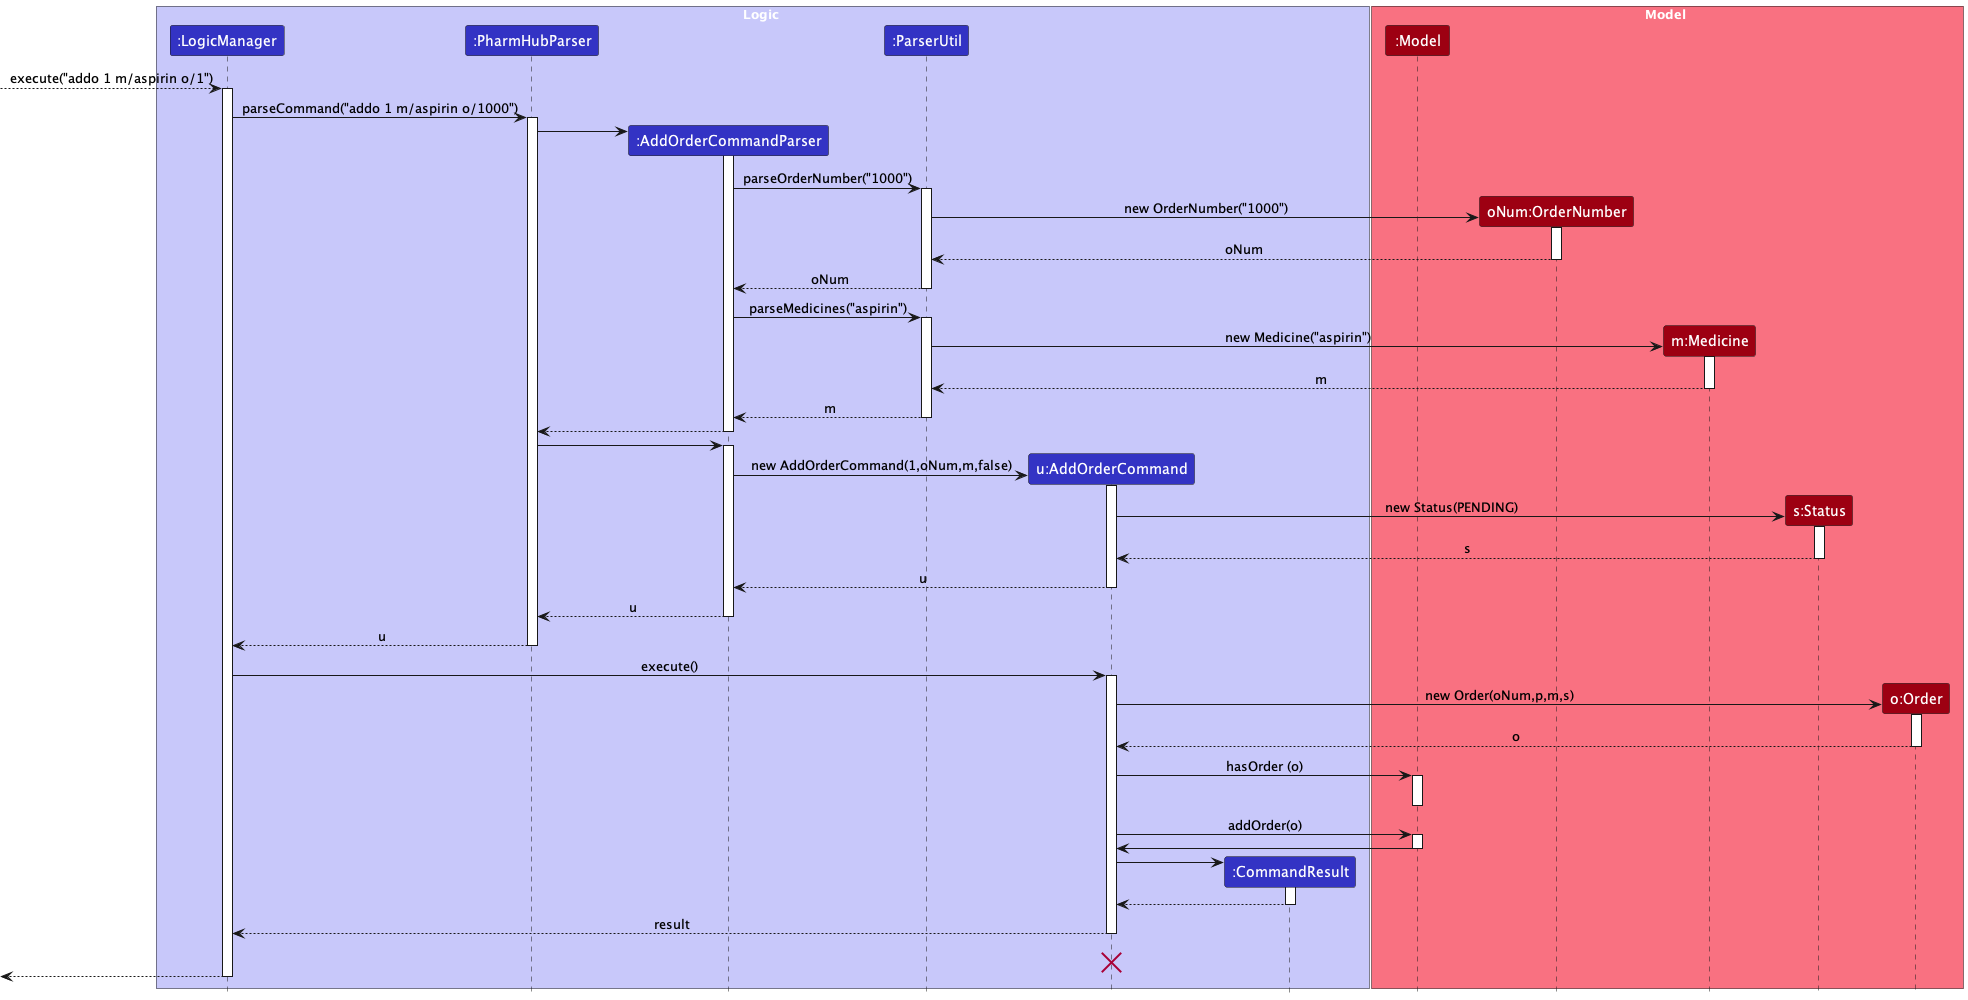 Logic
Model
:LogicManager
:PharmHubParser
:ParserUtil
:Model
execute("addo 1 m/aspirin o/1")
parseCommand("addo 1 m/aspirin o/1000")
:AddOrderCommandParser
parseOrderNumber("1000")
new OrderNumber("1000")
oNum:OrderNumber
oNum
oNum
parseMedicines("aspirin")
new Medicine("aspirin")
m:Medicine
m
m
new AddOrderCommand(1,oNum,m,false)
u:AddOrderCommand
new Status(PENDING)
s:Status
s
u
u
u
execute()
new Order(oNum,p,m,s)
o:Order
o
hasOrder (o)
addOrder(o)
:CommandResult
result